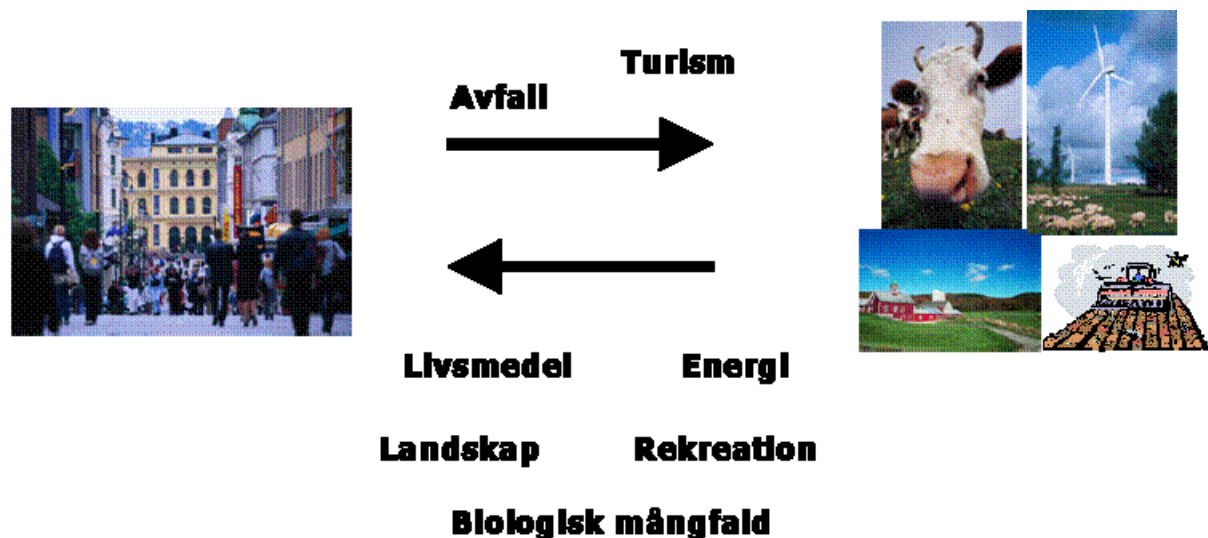 Turism
Avfall
Livsmedel Energi
Landskap Rekreation
Biologisk mångfald